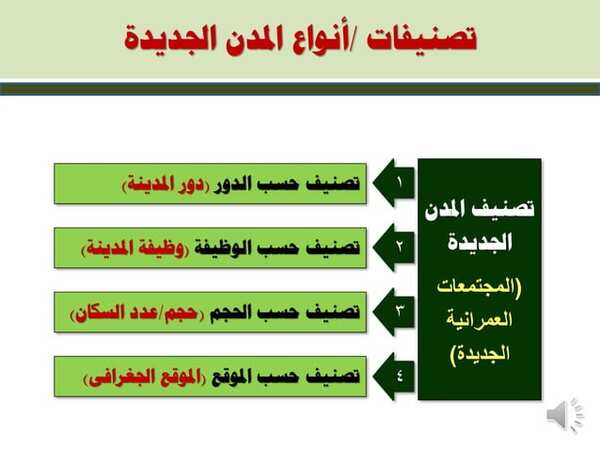 تصنيفات /أنواع المدن الجديدة
تصنيف المدن
الجديدة
(المجتمعات
العمرانية
الجديدة)
١
تصنيف حسب الدور (دور المدينة)
٢
تصنيف حسب الوظيفة (وظيفة المدينة)
٣
تصنيف حسب الحجم (حجم/عدد السكان)
٤
تصنيف حسب الموقع (الموقع الجغرافى)